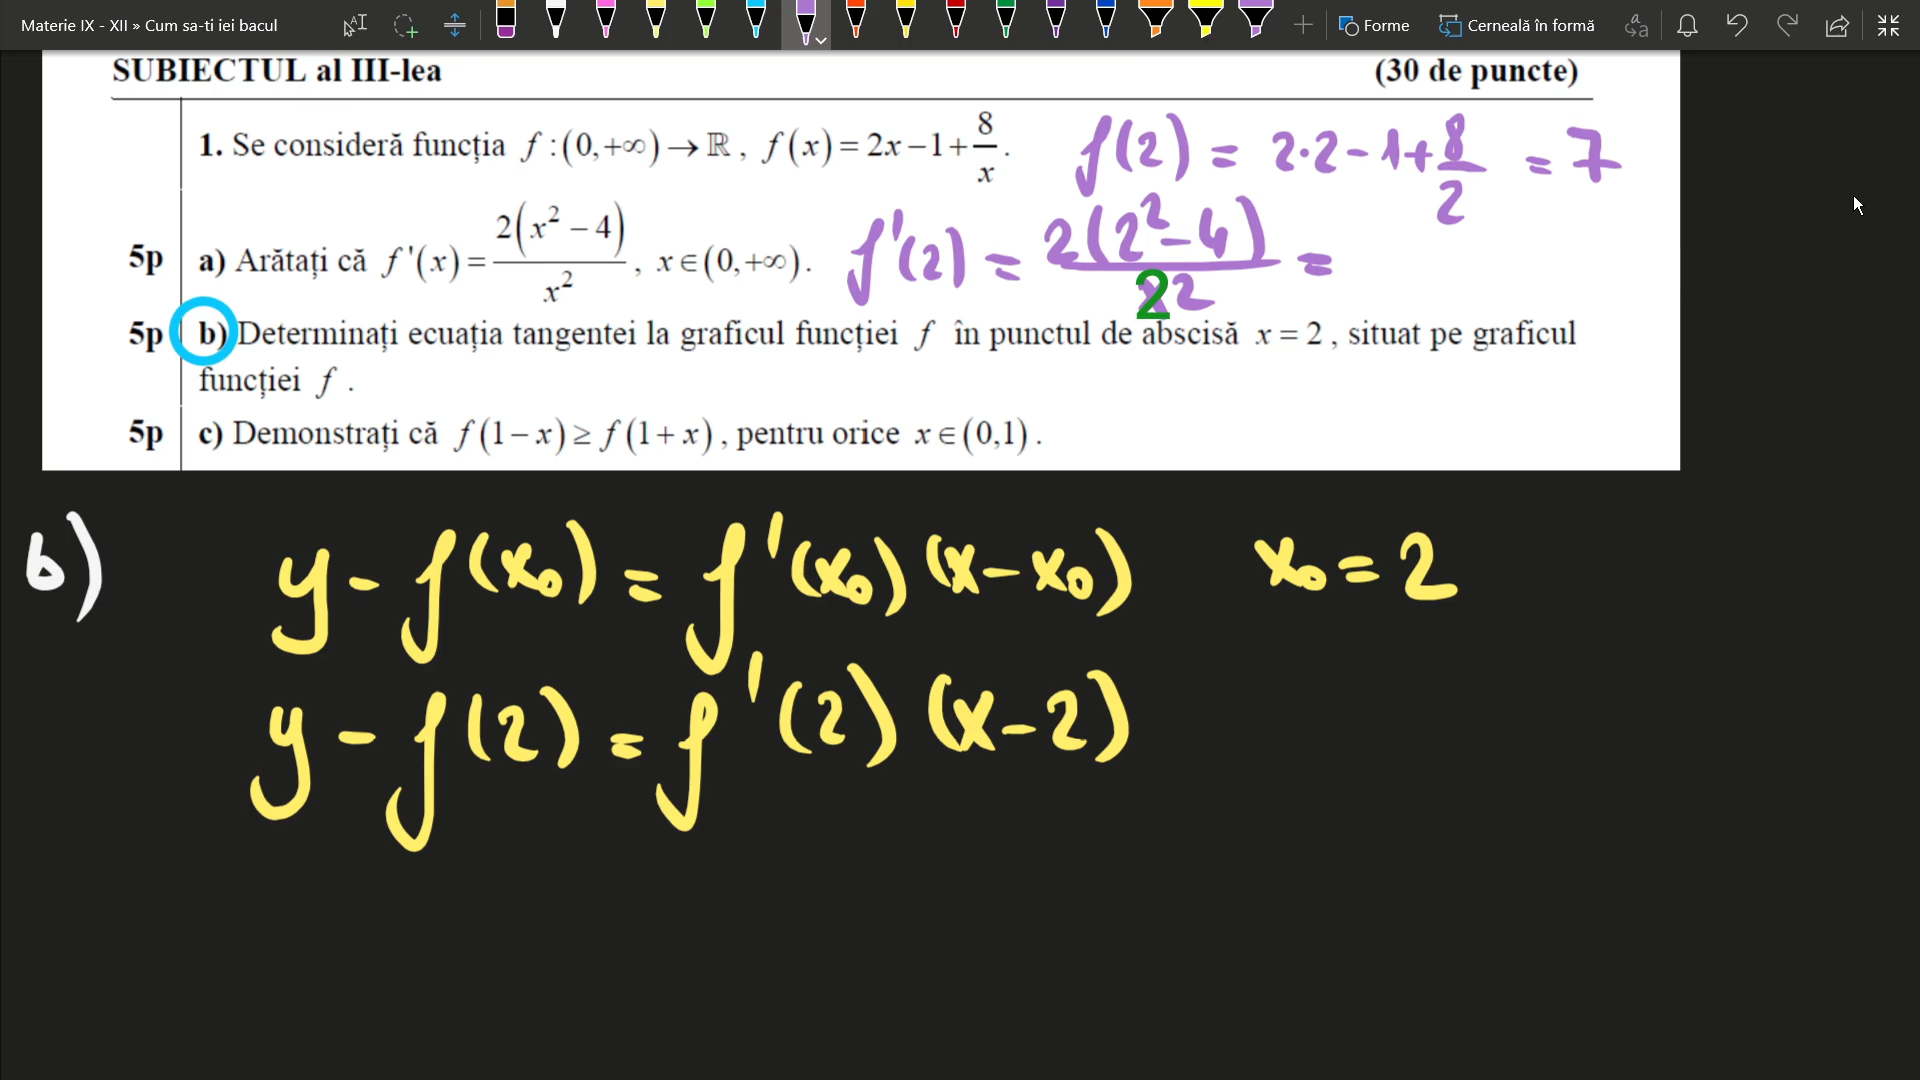 Materie IX - XII » Cum sa-ti iei bacul
Forme
Cerneală în formă
SUBIECTUL al III-lea (30 de puncte)
1. Se consideră funcția f :(0,+∞)→ℝ, f(x)=2x−1+8/x.
f(2) = 2·2−1+8/2 = 7
5p a) Arătați că f'(x)=2(x²−4)/x², x∈(0,+∞).
f'(2) = 2(2²−4)/2² =
5p b) Determinați ecuația tangentei la graficul funcției f în punctul de abscisă x=2, situat pe graficul
funcției f.
5p c) Demonstrați că f(1−x)≥f(1+x), pentru orice x∈(0,1).
b) y−f(x₀)=f'(x₀)(x−x₀) x₀=2
y−f(2)=f'(2)(x−2)